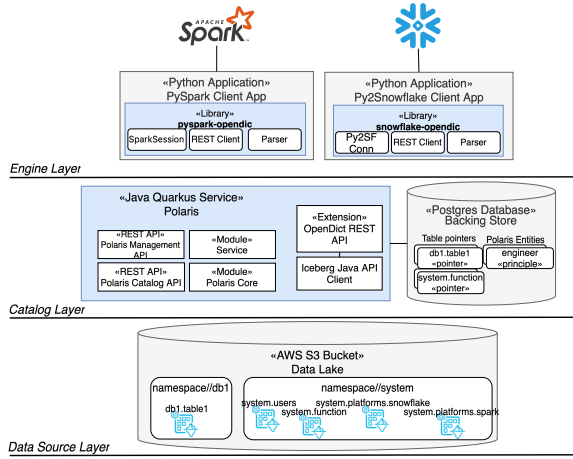 APACHE
Spark
«Python Application»
PySpark Client App
«Library»
pyspark-opendic
SparkSession
REST Client
Parser
«Python Application»
Py2Snowflake Client App
«Library»
snowflake-opendic
Py2SF
Conn
REST Client
Parser
Engine Layer
«Java Quarkus Service»
Polaris
«REST API»
Polaris Management
API
«Module»
Service
«REST API»
Polaris Catalog API
«Module»
Polaris Core
«Extension»
OpenDict REST
API
Iceberg Java API
Client
«Postgres Database»
Backing Store
Table pointers
Polaris Entities
db1.table1
«pointer»
engineer
«principle»
system.function
«pointer»
Catalog Layer
«AWS S3 Bucket»
Data Lake
namespace//db1
db1.table1
namespace//system
system.users
system.platforms.snowflake
system.function
system.platforms.spark
Data Source Layer